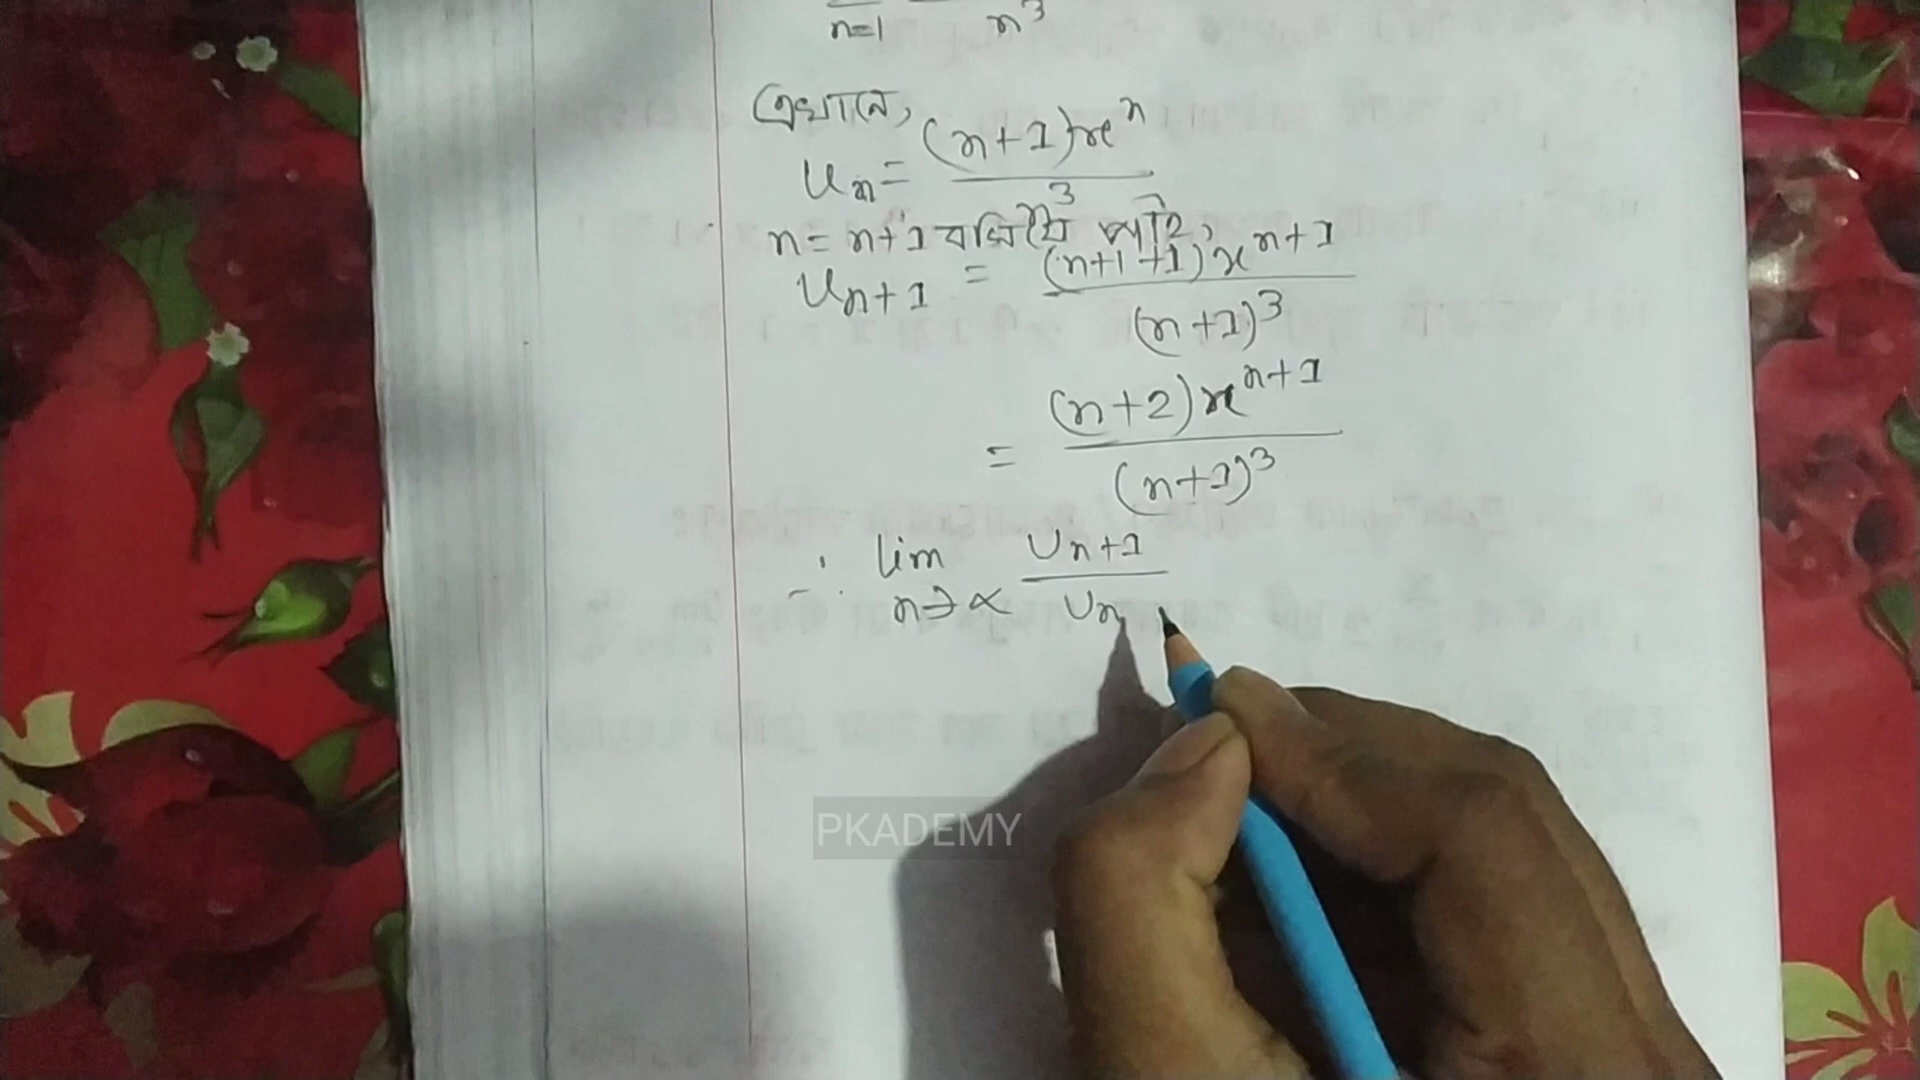 n=1 n³
এখানে,
Uₙ = (n+1)xⁿ / n³
n = n+1 বসিয়ে পাই,
Uₙ₊₁ = (n+1+1)xⁿ⁺¹ / (n+1)³
= (n+2)xⁿ⁺¹ / (n+1)³
∴ lim n→∝ Uₙ₊₁ / Uₙ
PKADEMY